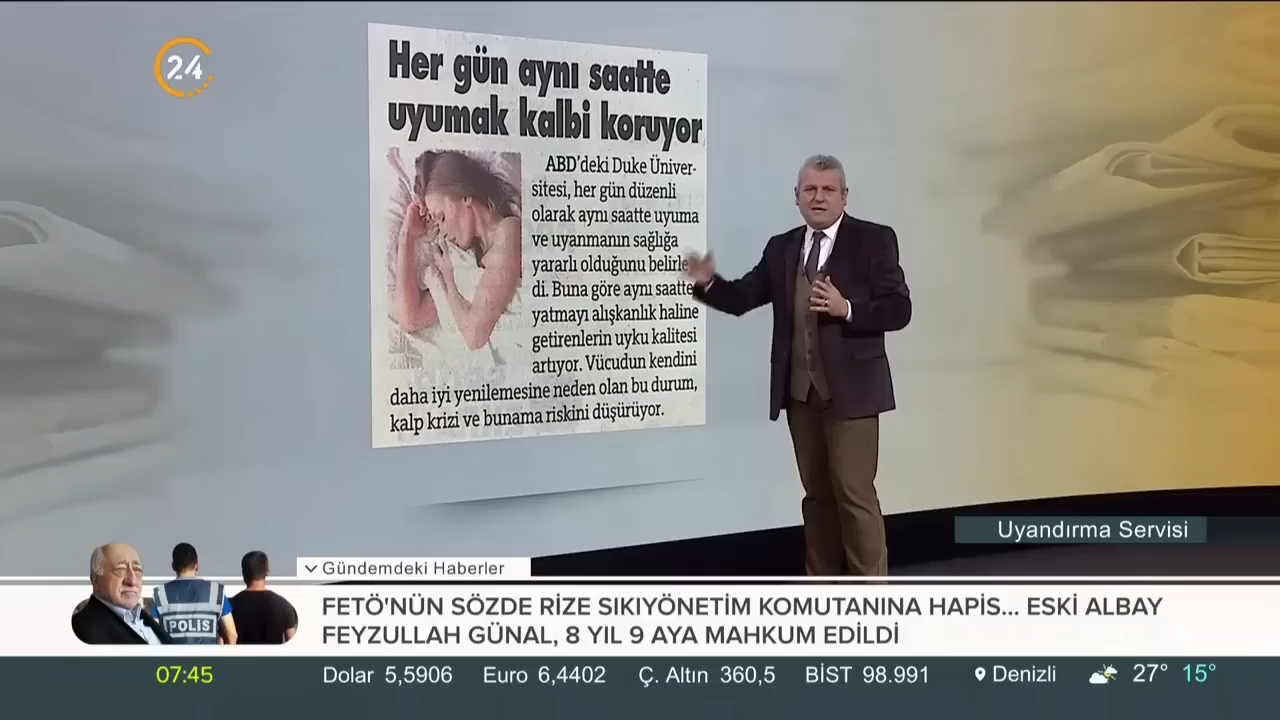 24
Her gün aynı saatte
uyumak kalbi koruyor
ABD'deki Duke Üniver-
sitesi, her gün düzenli
olarak aynı saatte uyuma
ve uyanmanın sağlığa
yararlı olduğunu belirle
di. Buna göre aynı saatte
yatmayı alışkanlık haline
getirenlerin uyku kalitesi
artıyor. Vücudun kendini
daha iyi yenilemesine neden olan bu durum,
kalp krizi ve bunama riskini düşürüyor.
Uyandırma Servisi
Gündemdeki Haberler
POLİS
FETÖ'NÜN SÖZDE RİZE SIKIYÖNETİM KOMUTANINA HAPİS... ESKİ ALBAY
FEYZULLAH GÜNAL, 8 YIL 9 AYA MAHKUM EDİLDİ
07:45 Dolar 5,5906 Euro 6,4402 Ç. Altın 360,5 BİST 98.991 Denizli 27° 15°